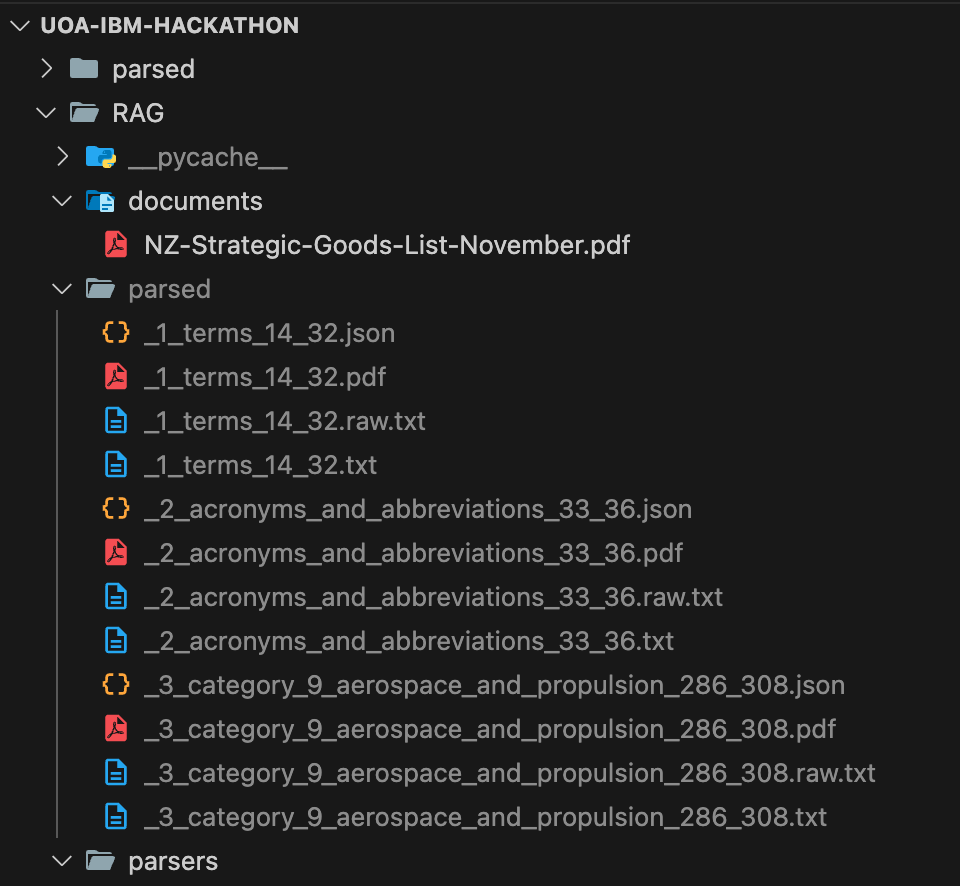 UOA-IBM-HACKATHON
parsed
RAG
__pycache__
documents
NZ-Strategic-Goods-List-November.pdf
parsed
_1_terms_14_32.json
_1_terms_14_32.pdf
_1_terms_14_32.raw.txt
_1_terms_14_32.txt
_2_acronyms_and_abbreviations_33_36.json
_2_acronyms_and_abbreviations_33_36.pdf
_2_acronyms_and_abbreviations_33_36.raw.txt
_2_acronyms_and_abbreviations_33_36.txt
_3_category_9_aerospace_and_propulsion_286_308.json
_3_category_9_aerospace_and_propulsion_286_308.pdf
_3_category_9_aerospace_and_propulsion_286_308.raw.txt
_3_category_9_aerospace_and_propulsion_286_308.txt
parsers